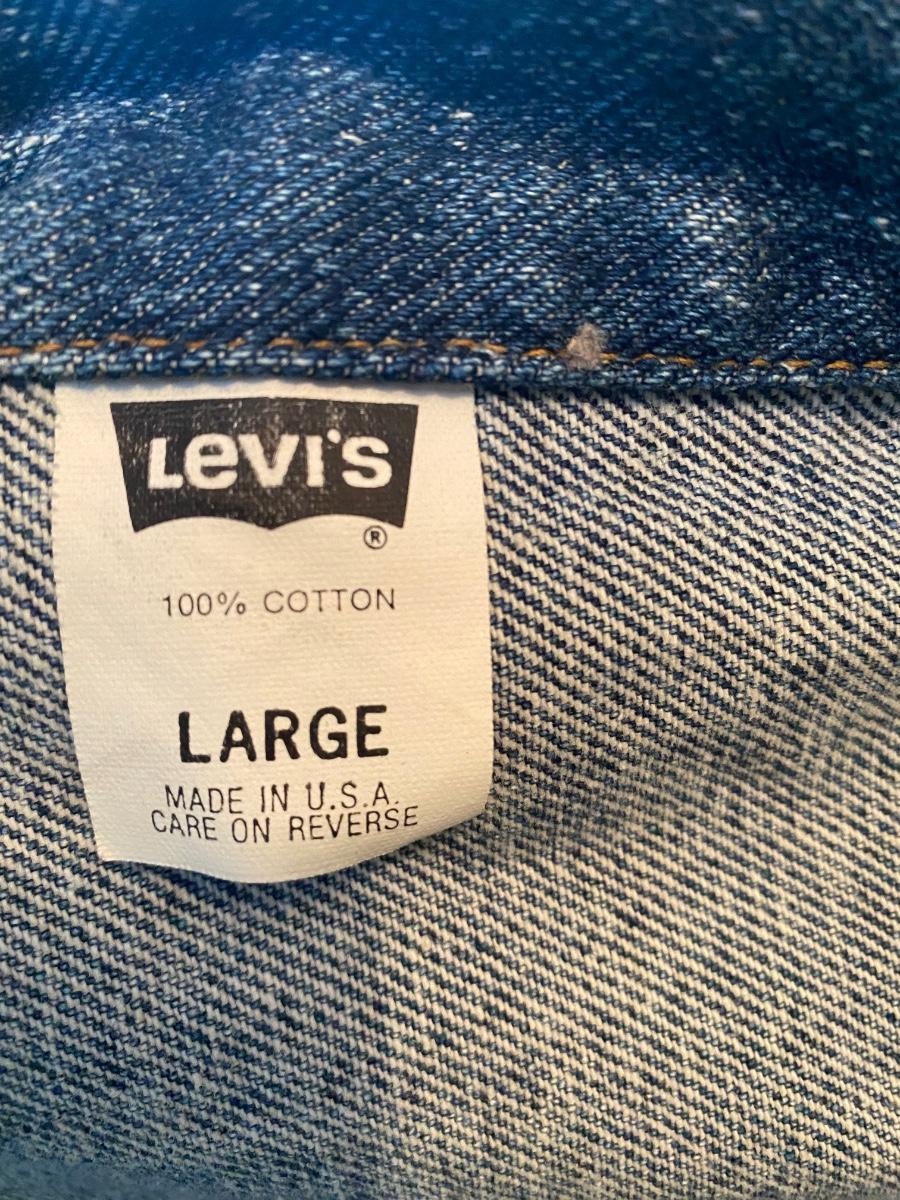 Levi's
®
100% COTTON
LARGE
MADE IN U.S.A.
CARE ON REVERSE